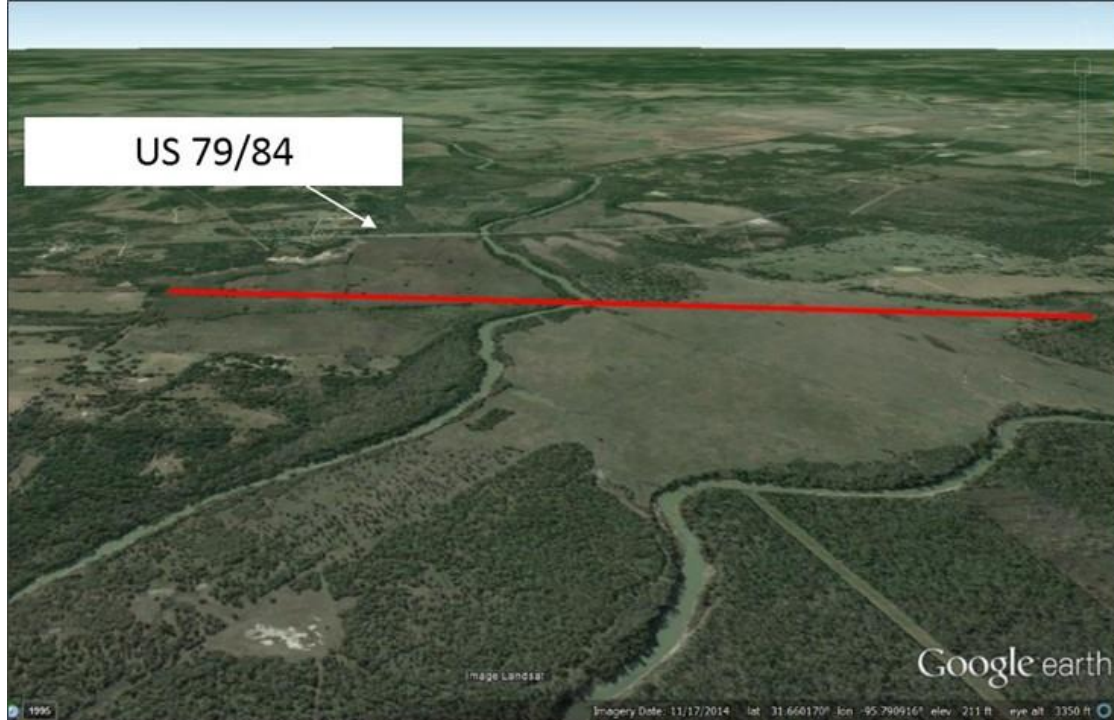 US 79/84
Image Landsat
Google earth
1995
Imagery Date: 11/17/2014 lat 31.660170° lon -95.790916° elev 211 ft eye alt 3350 ft